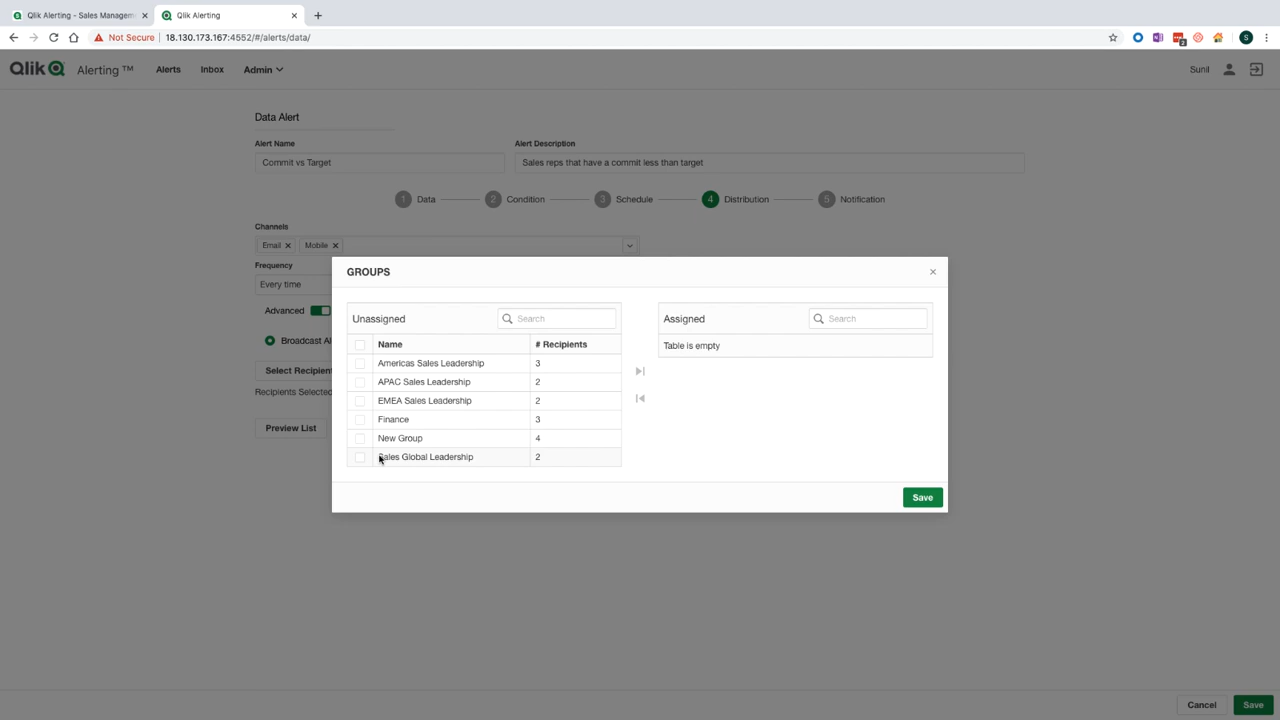 Qlik Alerting - Sales Managem
Qlik Alerting
Not Secure 18.130.173.167:4552/#/alerts/data/
2
S
Qlik Alerting ™ Alerts Inbox Admin Sunil
Data Alert
Alert Name Alert Description
Commit vs Target Sales reps that have a commit less than target
1 Data 2 Condition 3 Schedule 4 Distribution 5 Notification
Channels
Email Mobile
Frequency
Every time
Advanced
Broadcast Al
Select Recipient
Recipients Selected
Preview List
GROUPS
Unassigned Search
Name # Recipients
Americas Sales Leadership 3
APAC Sales Leadership 2
EMEA Sales Leadership 2
Finance 3
New Group 4
Sales Global Leadership 2
Assigned Search
Table is empty
Save
Cancel Save